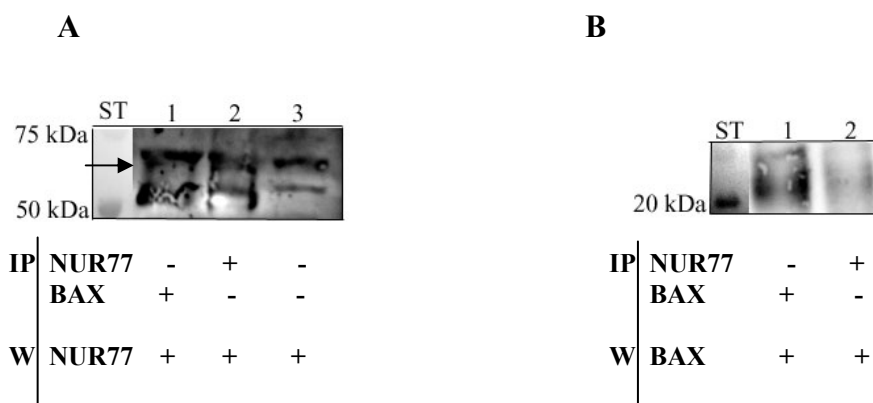 A B
ST 1 2 3
75 kDa
50 kDa
ST 1 2
20 kDa
IP NUR77 - + -
BAX + - -
W NUR77 + + +
IP NUR77 - +
BAX + -
W BAX + +